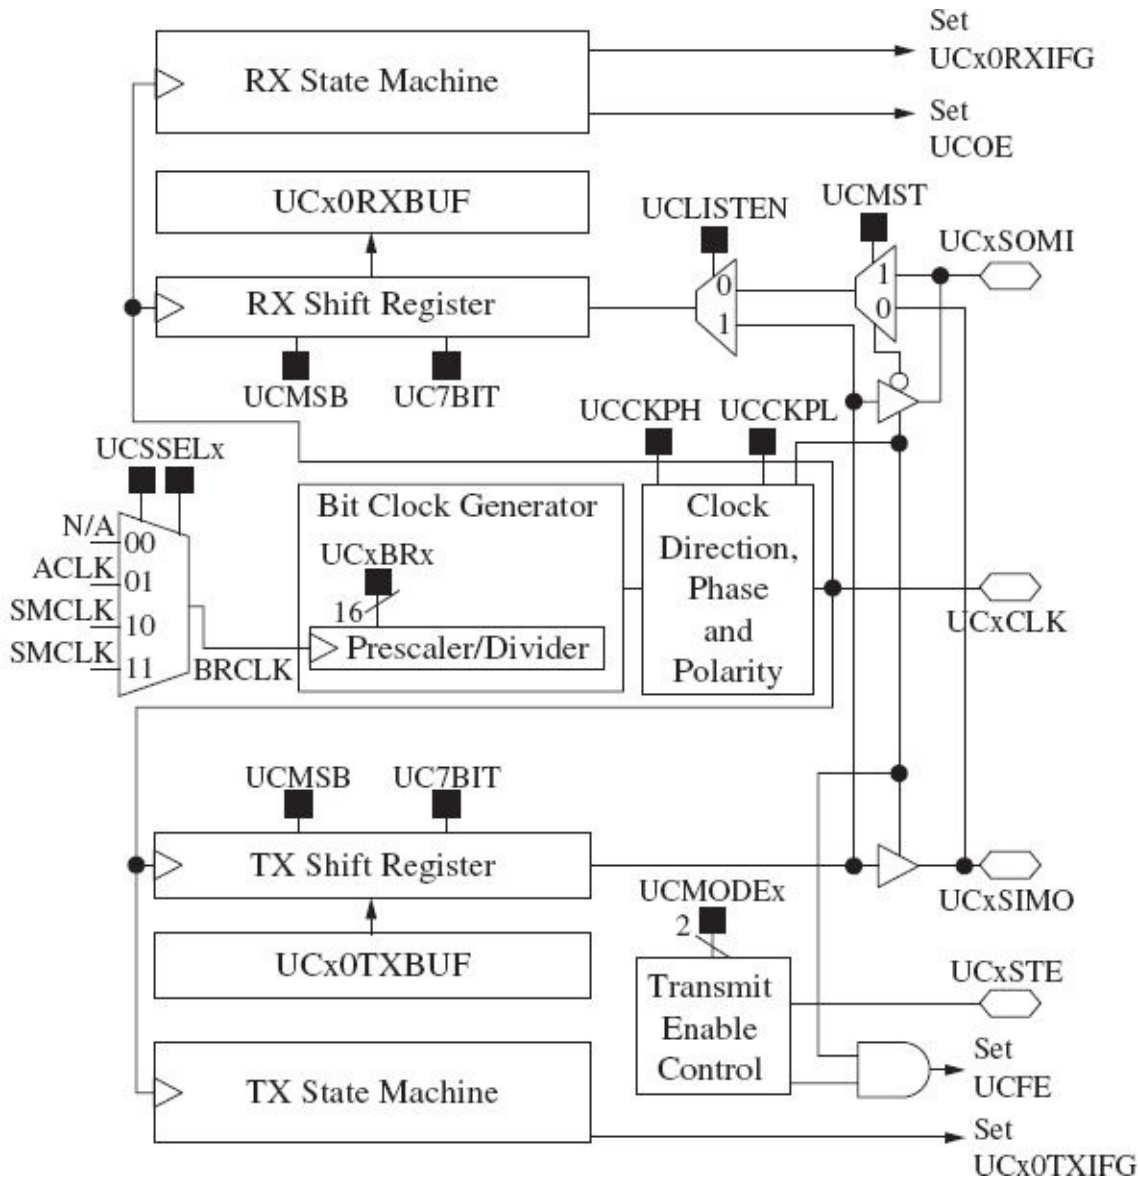 Set
UCx0RXIFG
RX State Machine
Set
UCOE
UCx0RXBUF
UCLISTEN
UCMST
UCxSOMI
0
1
RX Shift Register
1
0
UCMSB
UC7BIT
UCCKPH
UCCKPL
UCSSELx
N/A
00
ACLK
01
SMCLK
10
SMCLK
11
BRCLK
Bit Clock Generator
UCxBRx
16
Prescaler/Divider
Clock
Direction,
Phase
and
Polarity
UCxCLK
UCMSB
UC7BIT
TX Shift Register
UCxSIMO
UCMODEx
2
UCx0TXBUF
UCxSTE
Transmit
Enable
Control
Set
UCFE
TX State Machine
Set
UCx0TXIFG